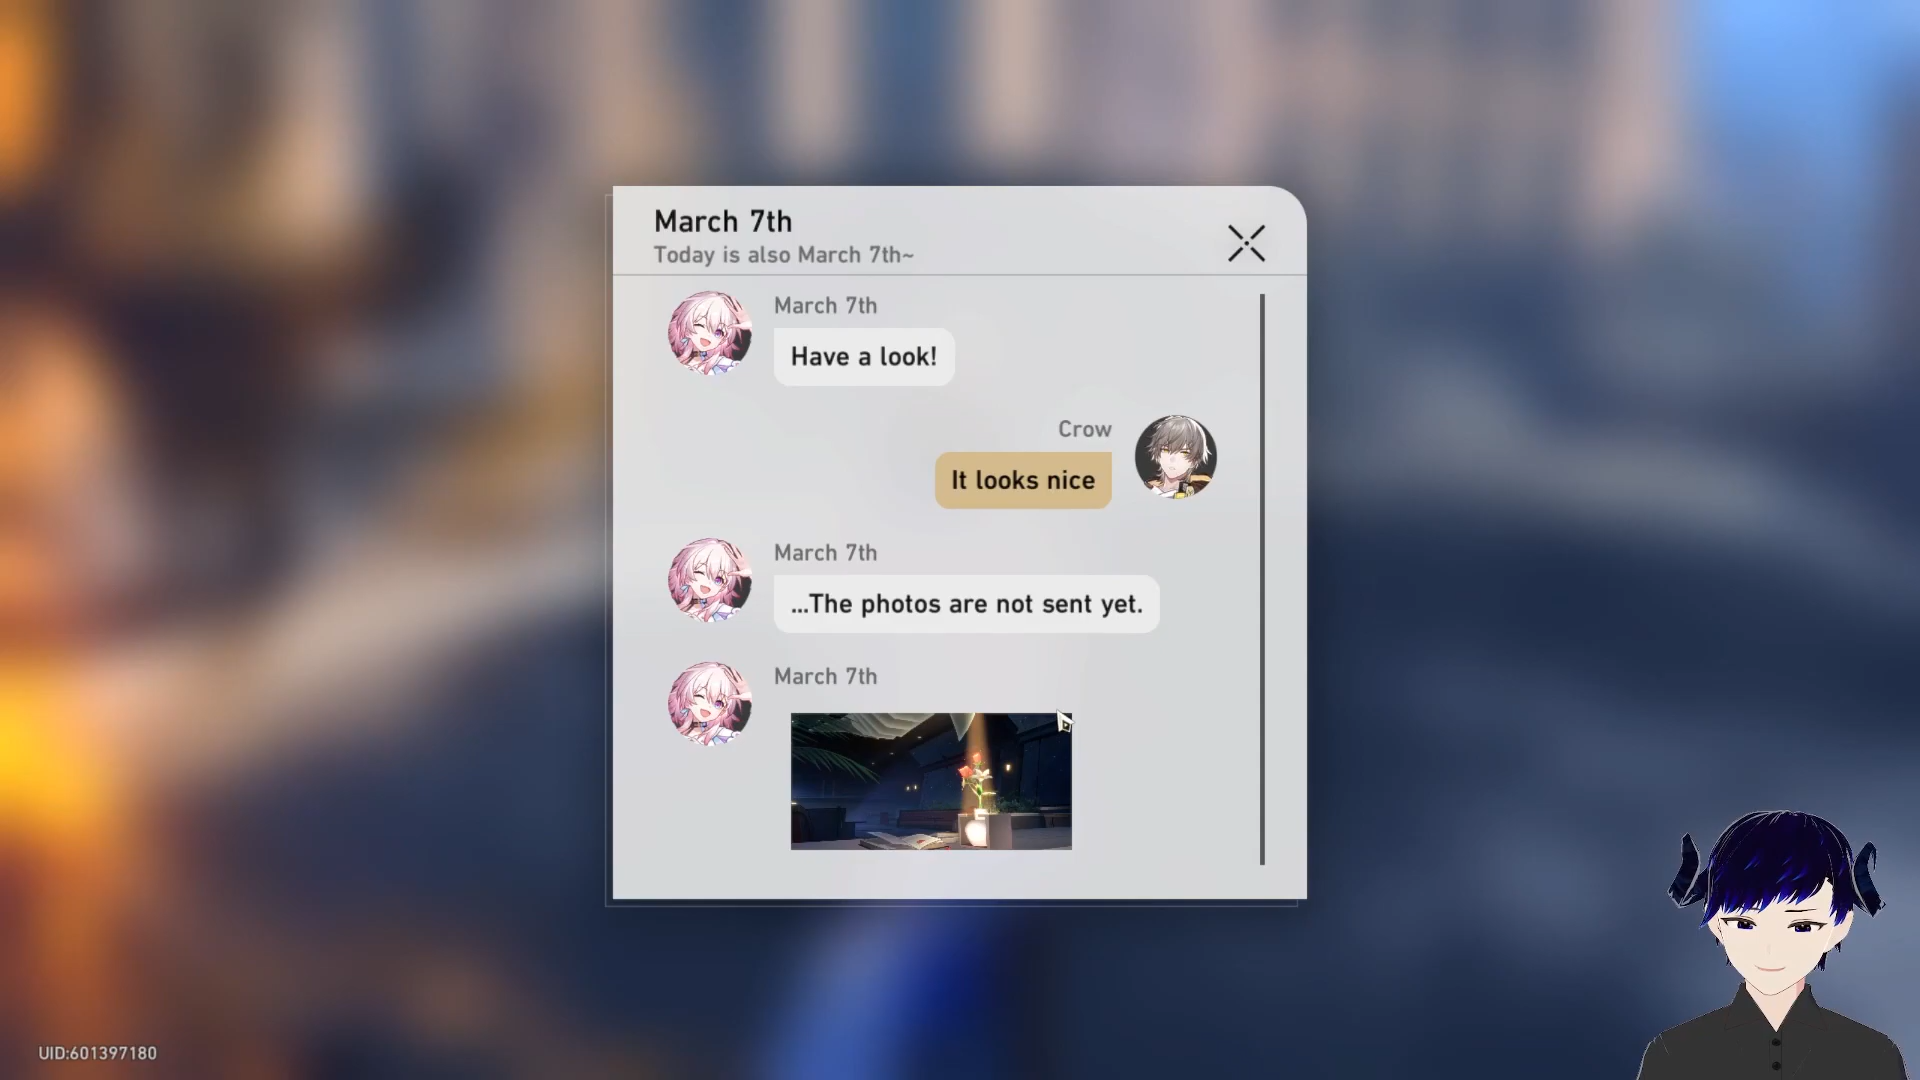 March 7th
Today is also March 7th~
March 7th
Have a look!
Crow
It looks nice
March 7th
...The photos are not sent yet.
March 7th
UID:601397180